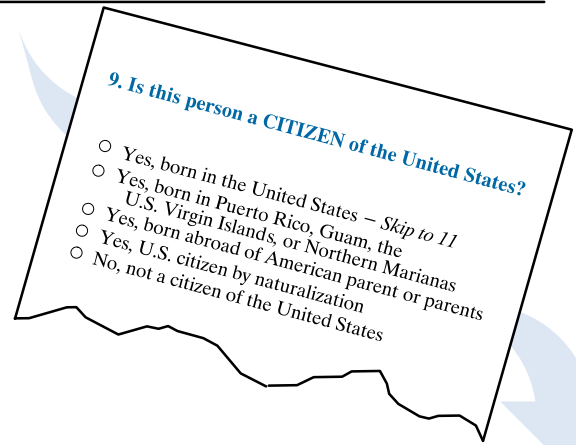 9. Is this person a CITIZEN of the United States?
Yes, born in the United States – Skip to 11
Yes, born in Puerto Rico, Guam, the
U.S. Virgin Islands, or Northern Marianas
Yes, born abroad of American parent or parents
Yes, U.S. citizen by naturalization
No, not a citizen of the United States